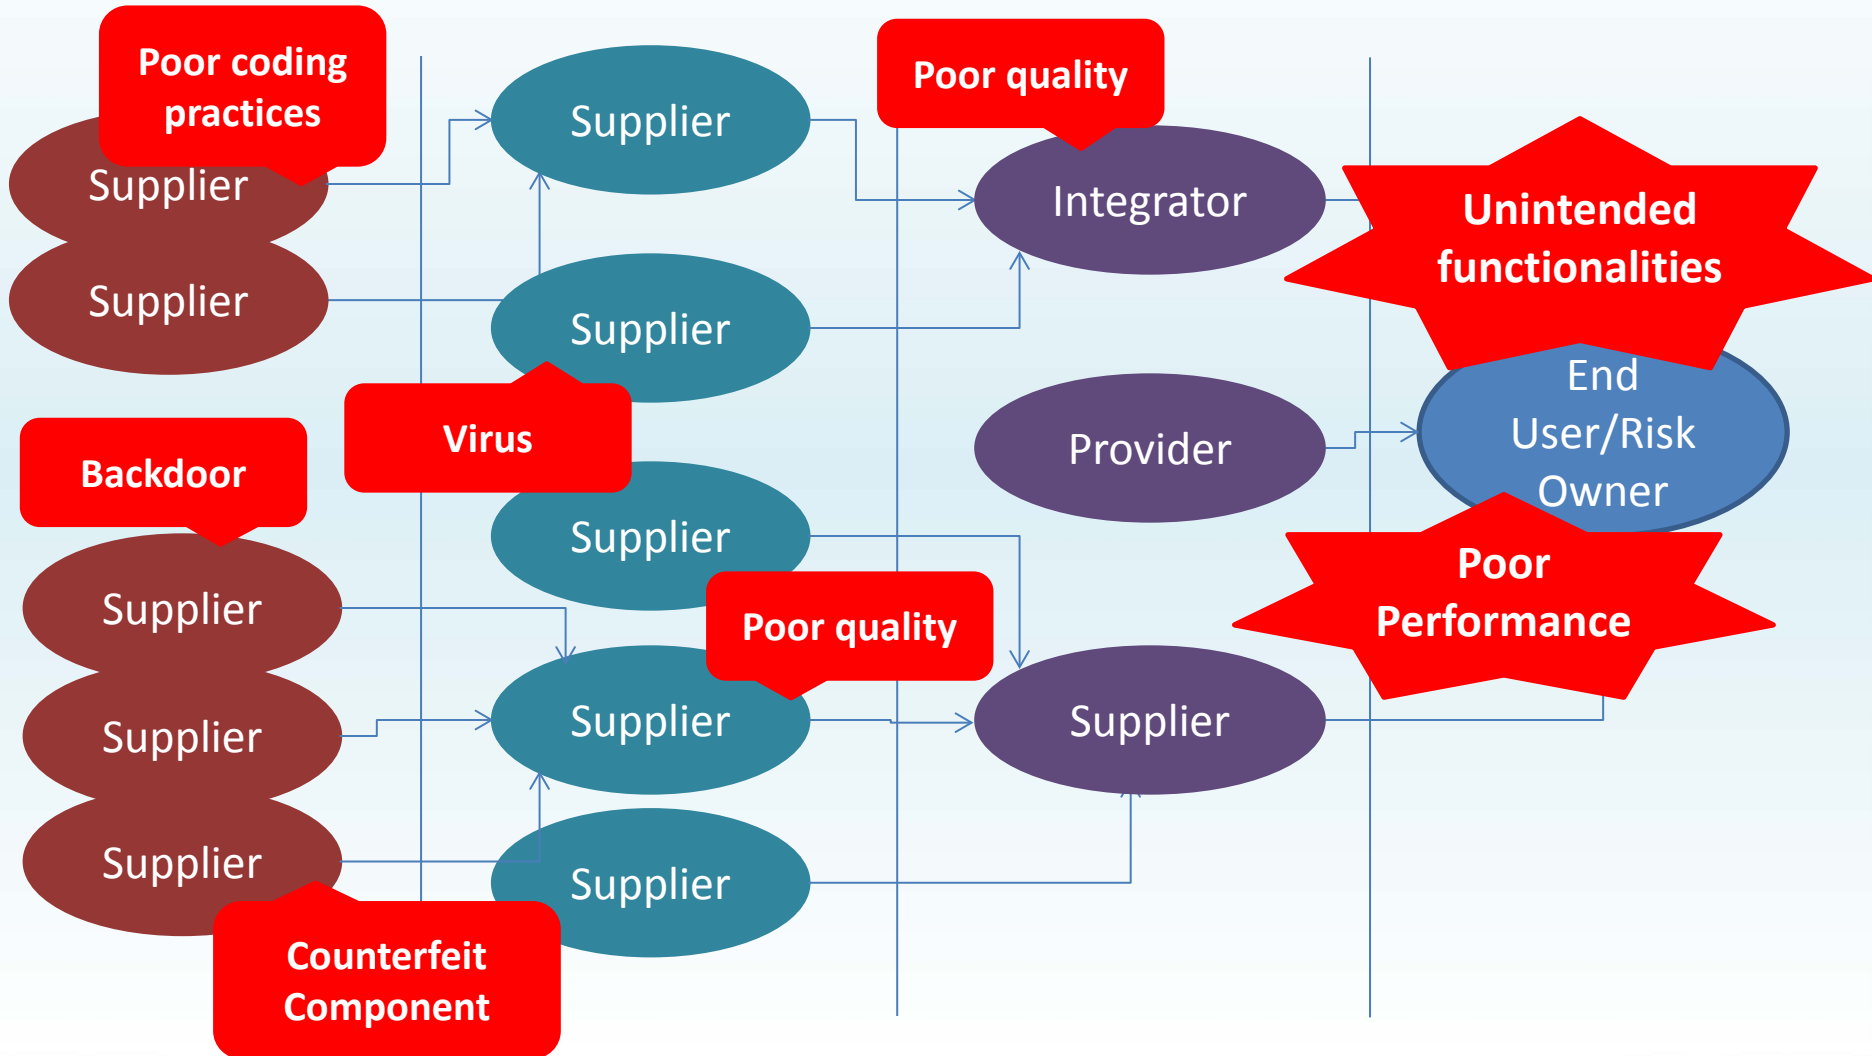 Poor coding
practices
Supplier
Supplier
Backdoor
Supplier
Supplier
Supplier
Counterfeit
Component
Supplier
Supplier
Virus
Supplier
Poor quality
Supplier
Supplier
Poor quality
Integrator
Provider
Supplier
Unintended
functionalities
End
User/Risk
Owner
Poor
Performance